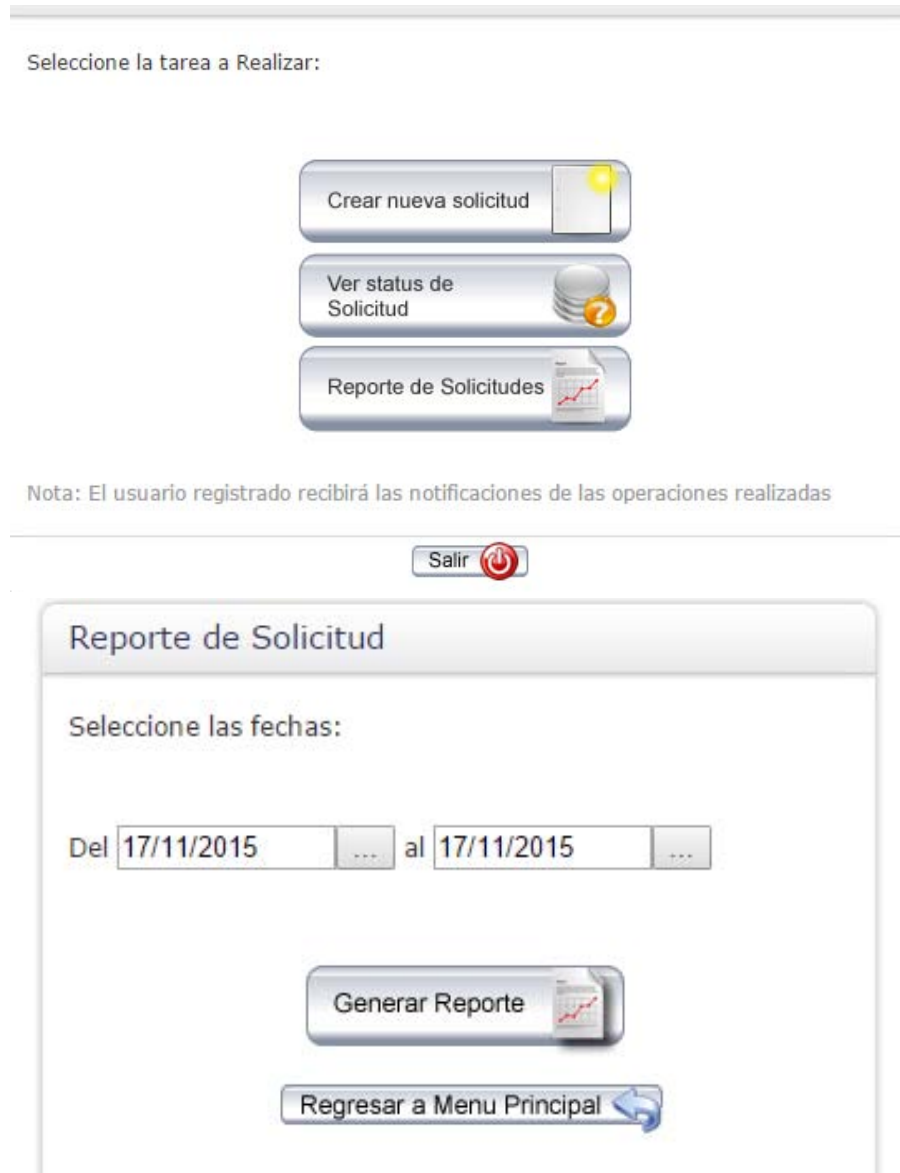 Seleccione la tarea a Realizar:
Crear nueva solicitud
Ver status de
Solicitud
Reporte de Solicitudes
Nota: El usuario registrado recibirá las notificaciones de las operaciones realizadas
Salir
Reporte de Solicitud
Seleccione las fechas:
Del 17/11/2015 ... al 17/11/2015 ...
Generar Reporte
Regresar a Menu Principal